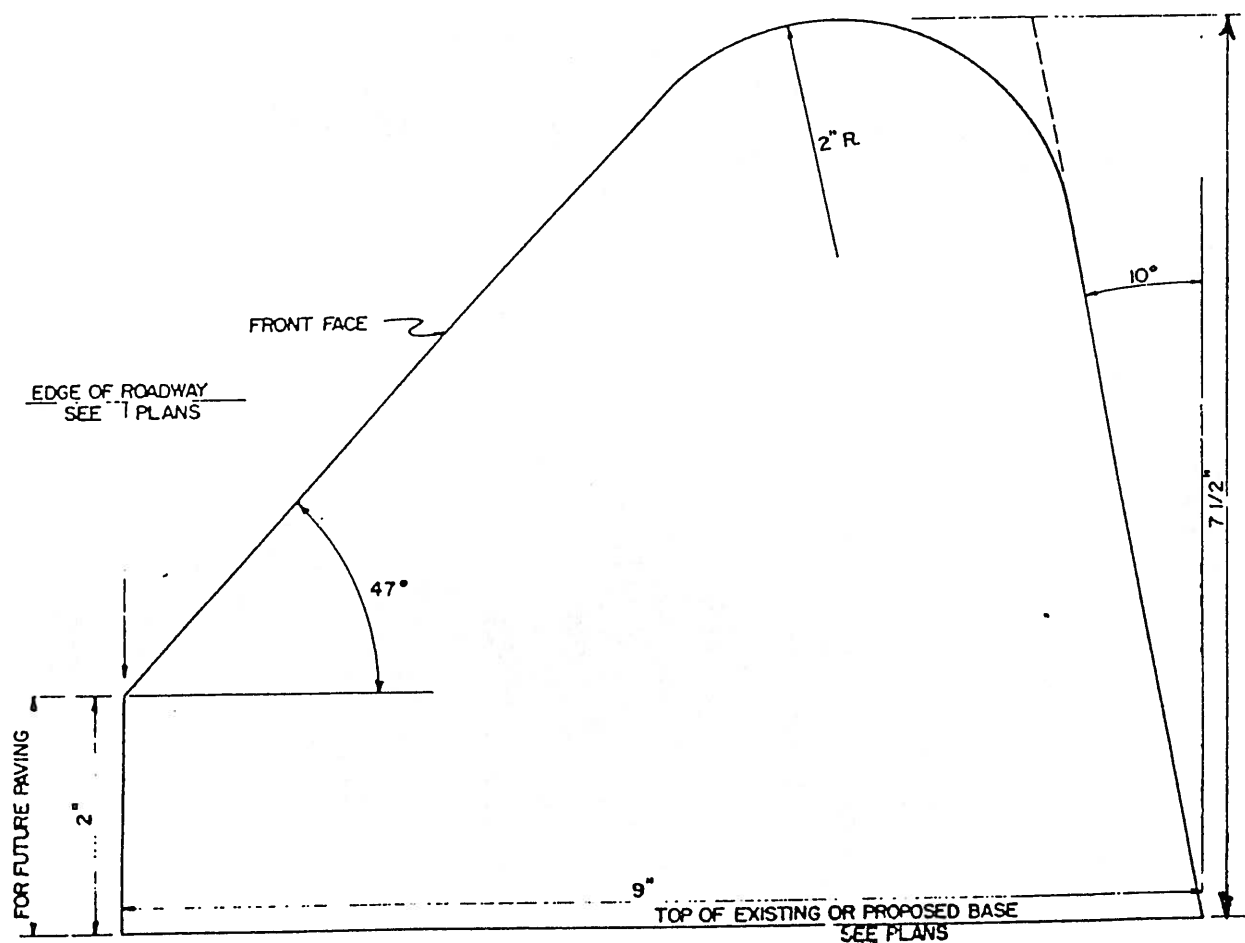 2" R.
10°
FRONT FACE
EDGE OF ROADWAY
SEE PLANS
7 1/2"
47°
FOR FUTURE PAVING
2"
9"
TOP OF EXISTING OR PROPOSED BASE
SEE PLANS